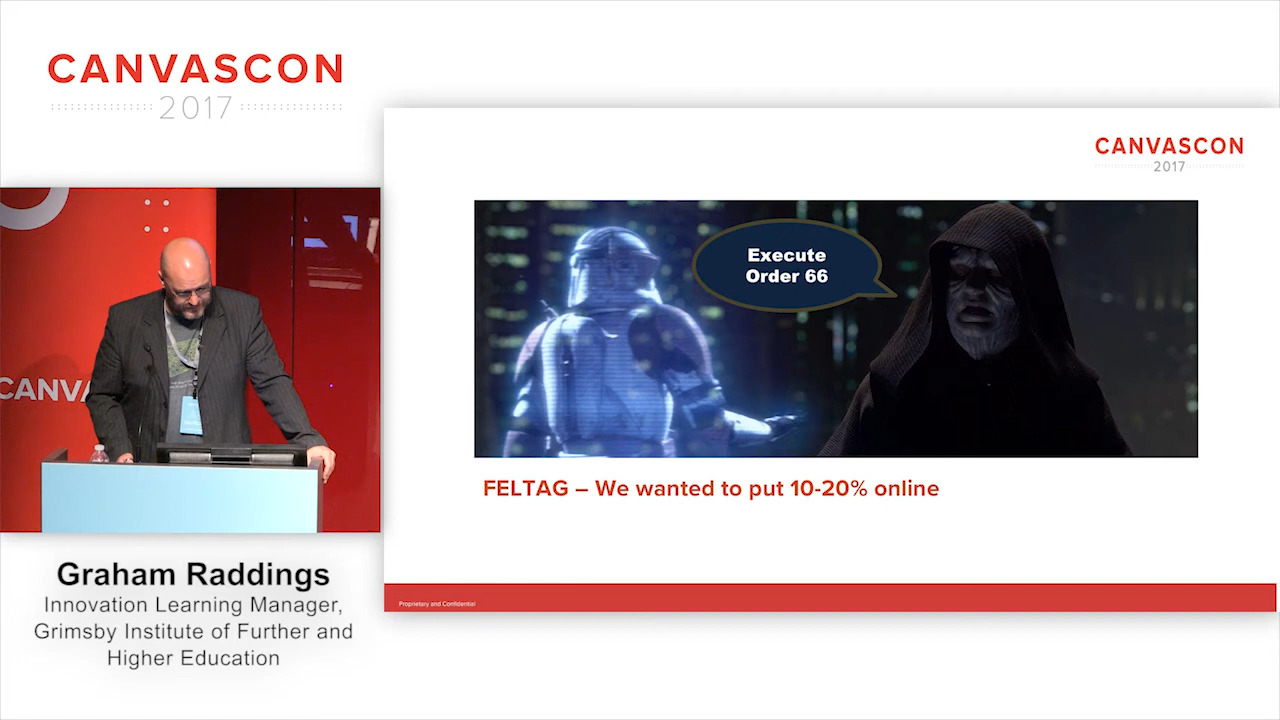 CANVASCON
2017
CANVASCON
2017
Execute
Order 66
CANVA
FELTAG – We wanted to put 10-20% online
Graham Raddings
Innovation Learning Manager,
Grimsby Institute of Further and
Higher Education
Proprietary and Confidential